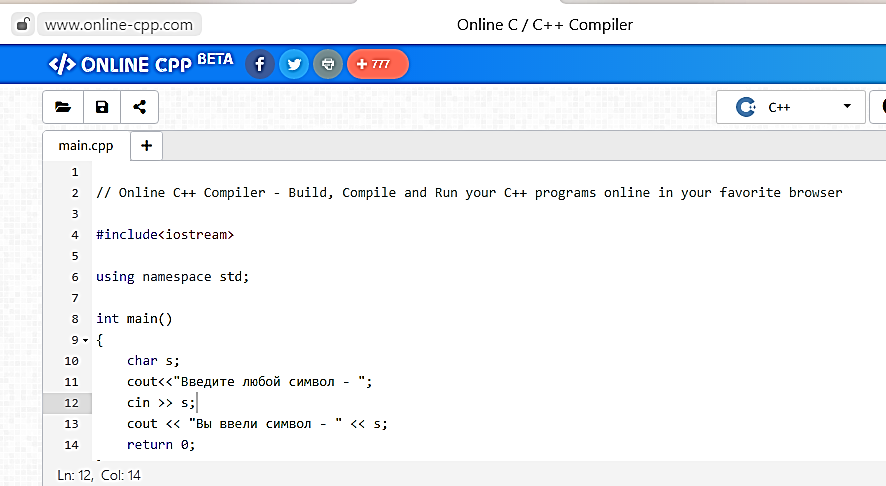 www.online-cpp.com Online C / C++ Compiler
</> ONLINE CPP BETA f + 777
C++
main.cpp +
1
2 // Online C++ Compiler - Build, Compile and Run your C++ programs online in your favorite browser
3
4 #include<iostream>
5
6 using namespace std;
7
8 int main()
9 {
10 char s;
11 cout<<"Введите любой символ - ";
12 cin >> s;
13 cout << "Вы ввели символ - " << s;
14 return 0;
Ln: 12, Col: 14